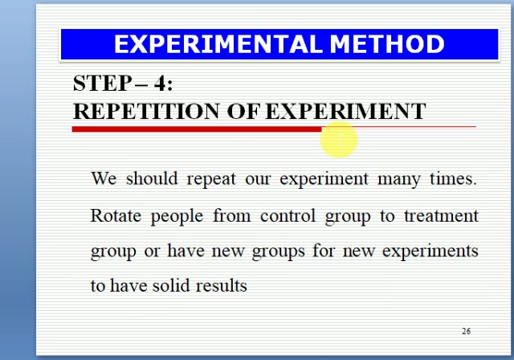 EXPERIMENTAL METHOD
STEP – 4:
REPETITION OF EXPERIMENT
We should repeat our experiment many times.
Rotate people from control group to treatment
group or have new groups for new experiments
to have solid results
26